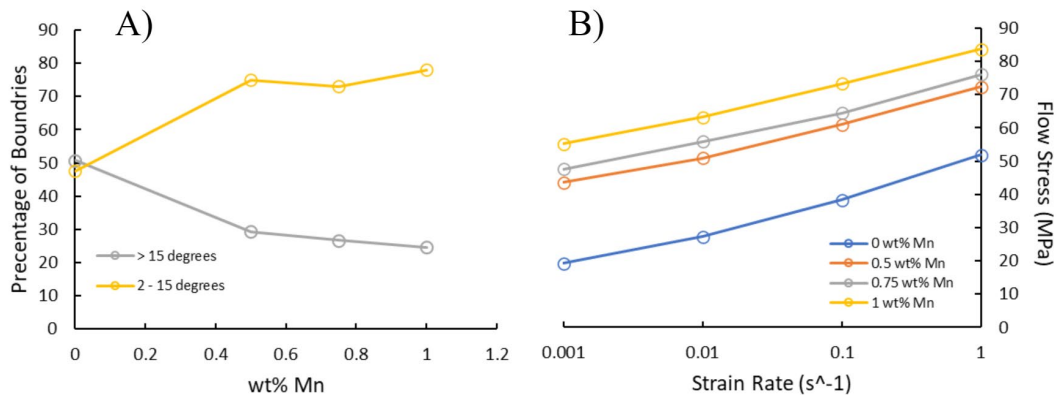 A)
Precentage of Boundries
90
80
70
60
50
40
30
20
10
0
> 15 degrees
2 - 15 degrees
0
0.2
0.4
0.6
0.8
1
1.2
wt% Mn
B)
90
80
70
60
50
40
30
20
10
0
Flow Stress (MPa)
0 wt% Mn
0.5 wt% Mn
0.75 wt% Mn
1 wt% Mn
0.001
0.01
0.1
1
Strain Rate (s^-1)